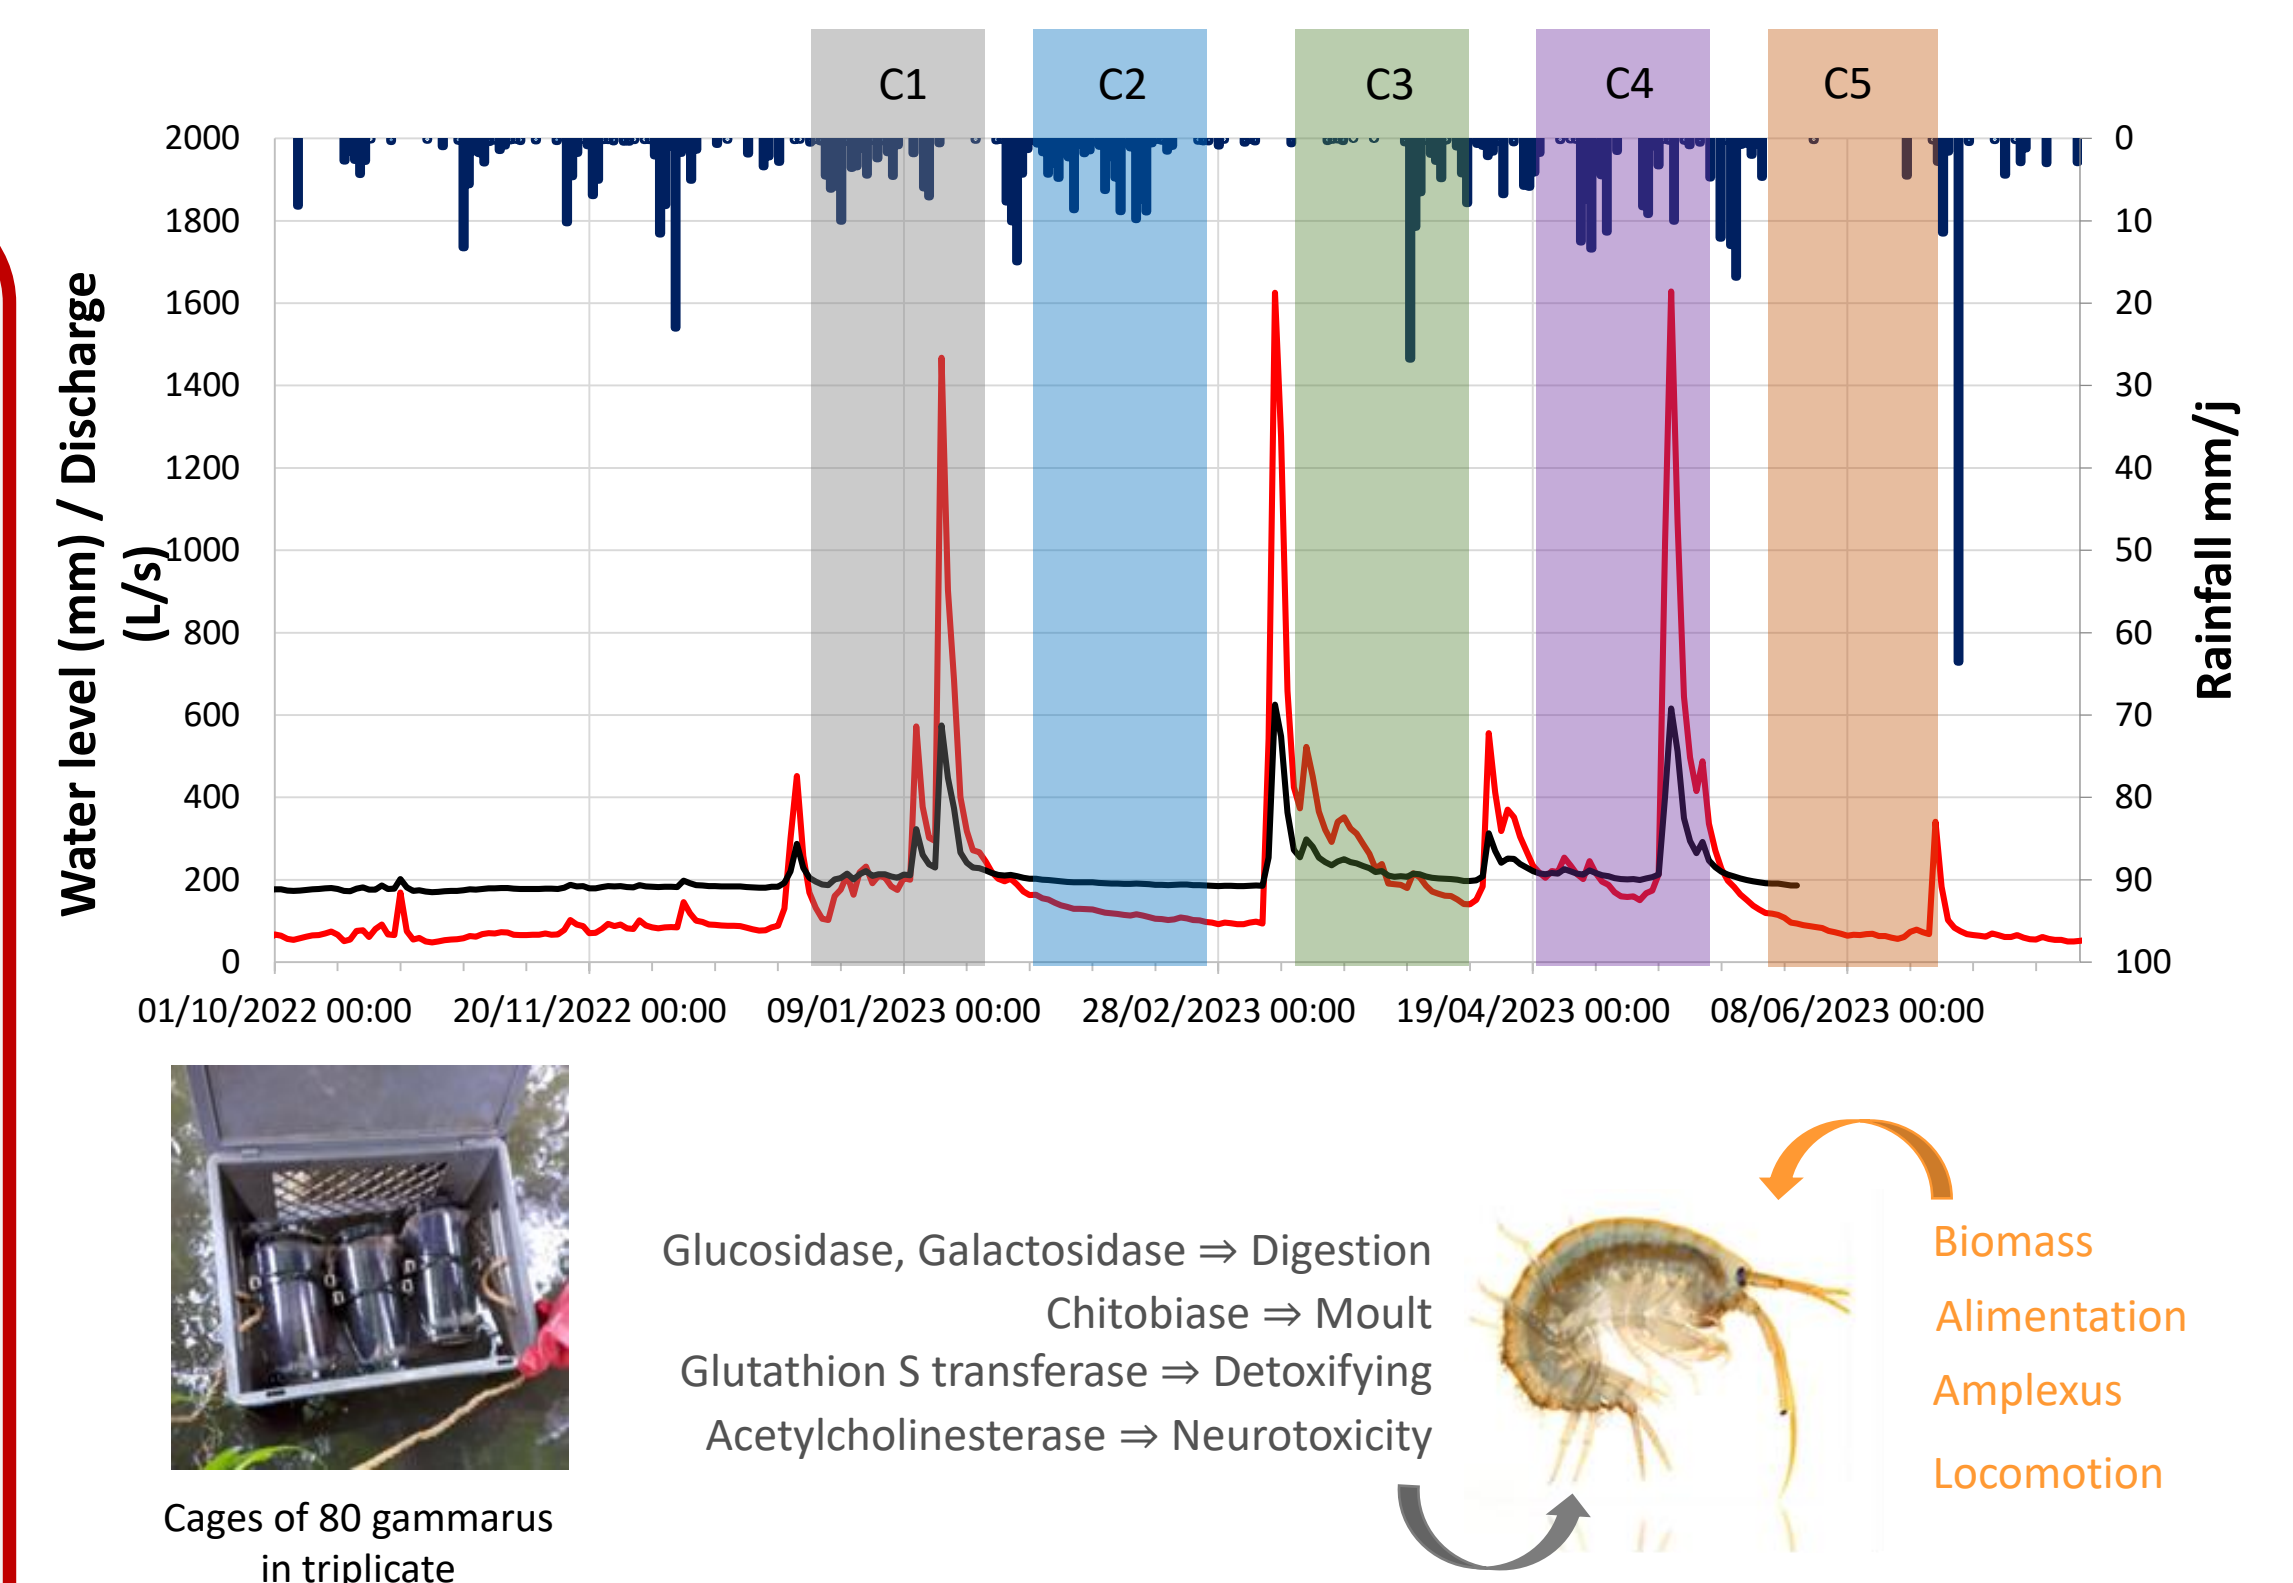 C1
C2
C3
C4
C5
2000
1800
1600
1400
1200
1000
800
600
400
200
0
Water level (mm) / Discharge
(L/s)
0
10
20
30
40
50
60
70
80
90
100
Rainfall mm/j
01/10/2022 00:00
20/11/2022 00:00
09/01/2023 00:00
28/02/2023 00:00
19/04/2023 00:00
08/06/2023 00:00
Glucosidase, Galactosidase ⇒ Digestion
Chitobiase ⇒ Moult
Glutathion S transferase ⇒ Detoxifying
Acetylcholinesterase ⇒ Neurotoxicity
Biomass
Alimentation
Amplexus
Locomotion
Cages of 80 gammarus
in triplicate